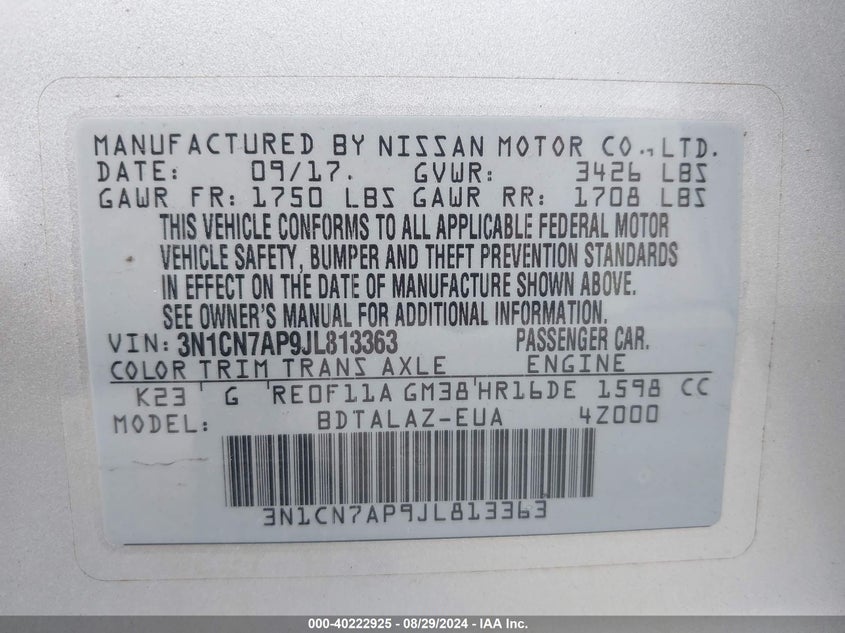 MANUFACTURED BY NISSAN MOTOR CO., LTD.
DATE: 09/17. GVWR: 3426 LBS
GAWR FR: 1750 LBS GAWR RR: 1708 LBS
THIS VEHICLE CONFORMS TO ALL APPLICABLE FEDERAL MOTOR
VEHICLE SAFETY, BUMPER AND THEFT PREVENTION STANDARDS
IN EFFECT ON THE DATE OF MANUFACTURE SHOWN ABOVE.
SEE OWNER'S MANUAL FOR ADDITIONAL INFORMATION.
VIN: 3N1CN7AP9JL813363 PASSENGER CAR.
COLOR TRIM TRANS AXLE ENGINE
K23 G RE0F11A GM38 HR16DE 1598 CC
MODEL: BDTALAZ-EUA 4Z000
3N1CN7AP9JL813363
000-40222925 - 08/29/2024 - IAA Inc.